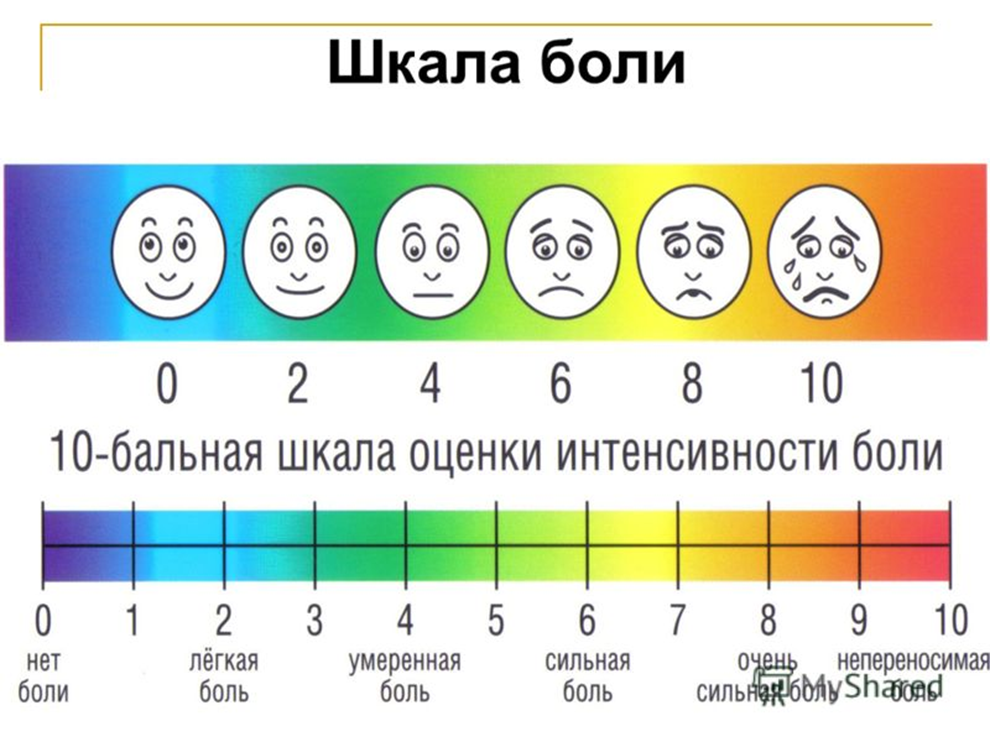 Шкала боли
0 2 4 6 8 10
10-бальная шкала оценки интенсивности боли
0 1 2 3 4 5 6 7 8 9 10
нет лёгкая умеренная сильная очень непереносимая
боли боль боль боль сильная боль боль
MyShared